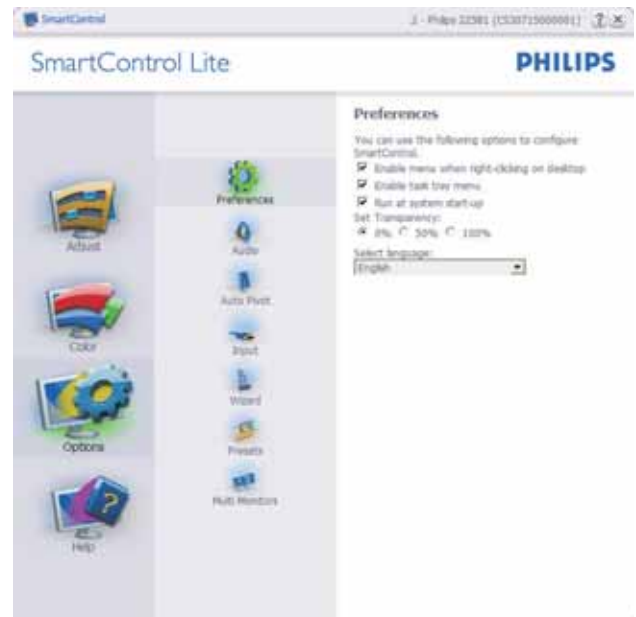 SmartControl
SmartControl Lite
PHILIPS
Adjust
Color
Options
Help
Preferences
Audio
Auto Pivot
Input
Wizard
Presets
Multi Monitors
Preferences
You can use the following options to configure
SmartControl.
Enable menu when right-clicking on desktop
Enable task tray menu
Run at system start-up
Set Transparency:
0% 50% 100%
Select language:
English